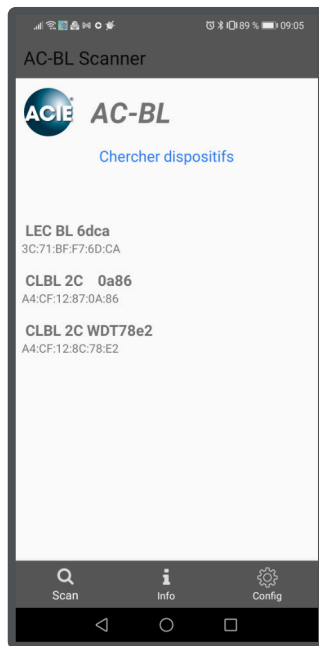 89 % 09:05
AC-BL Scanner
ACIE AC-BL
Chercher dispositifs
LEC BL 6dca
3C:71:BF:F7:6D:CA
CLBL 2C 0a86
A4:CF:12:87:0A:86
CLBL 2C WDT78e2
A4:CF:12:8C:78:E2
Scan Info Config